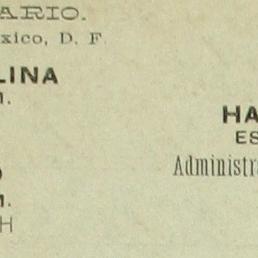 ARIO.
xico, D. F
LINA
M.
HA
ES
Administra
M.
H